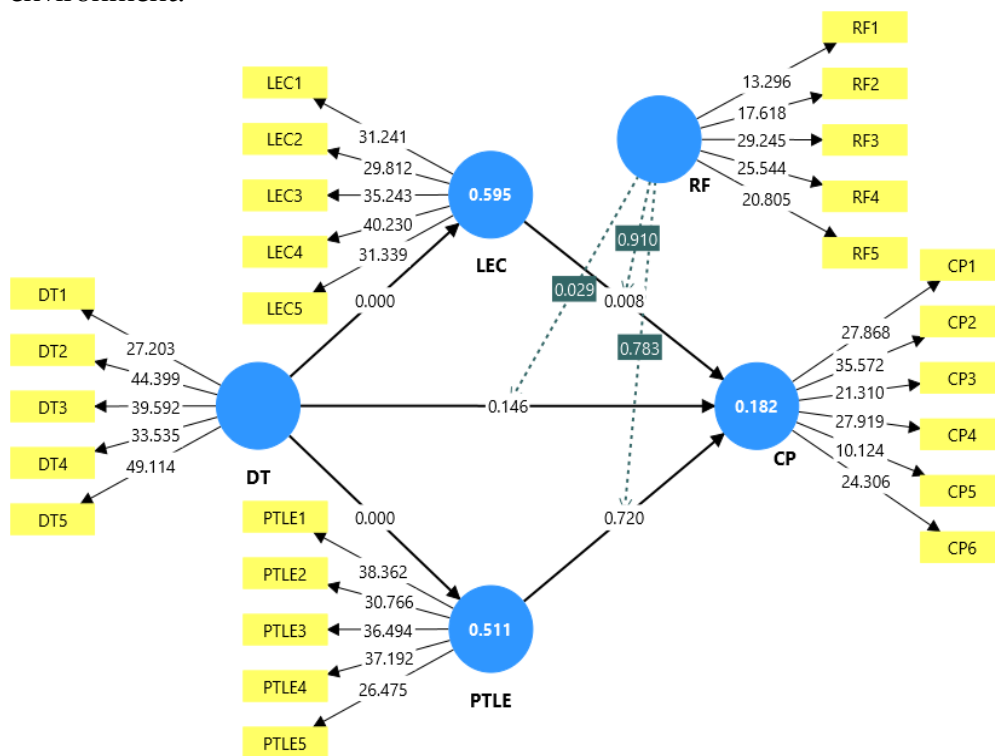 environment.
RF1
RF2
RF3
RF4
RF5
13.296
17.618
29.245
25.544
20.805
RF
LEC1
LEC2
LEC3
LEC4
LEC5
31.241
29.812
35.243
40.230
31.339
0.595
LEC
0.910
0.029
0.008
0.783
0.000
DT1
DT2
DT3
DT4
DT5
27.203
44.399
39.592
33.535
49.114
DT
0.146
CP1
CP2
CP3
CP4
CP5
CP6
27.868
35.572
21.310
27.919
10.124
24.306
0.182
CP
0.000
0.720
PTLE1
PTLE2
PTLE3
PTLE4
PTLE5
38.362
30.766
36.494
37.192
26.475
0.511
PTLE